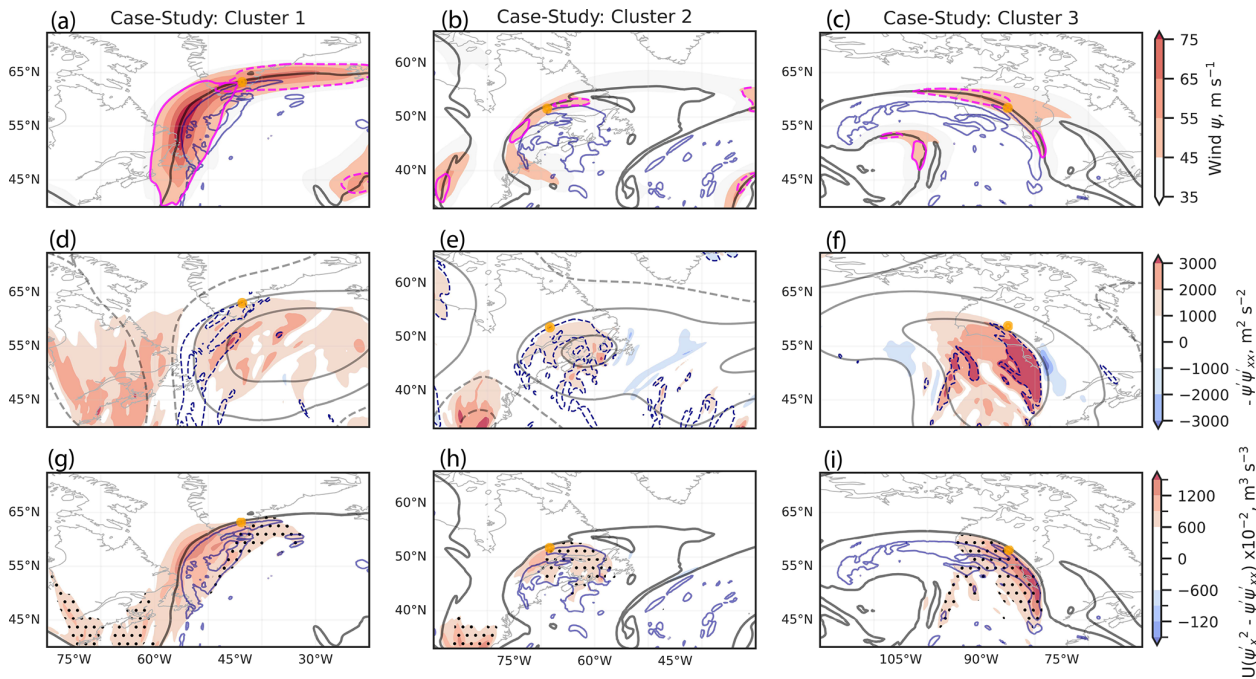 (a) Case-Study: Cluster 1
(b) Case-Study: Cluster 2
(c) Case-Study: Cluster 3
65°N
55°N
45°N
60°N
50°N
40°N
65°N
55°N
45°N
75
65
55
45
35
Wind ψ, m s⁻¹
(d)
(e)
(f)
65°N
55°N
45°N
60°N
50°N
40°N
65°N
55°N
45°N
3000
2000
1000
0
−1000
−2000
−3000
- ψ′ψ′xx, m² s⁻²
(g)
(h)
(i)
65°N
55°N
45°N
60°N
50°N
40°N
65°N
55°N
45°N
1200
600
0
−600
−120
U(ψ′x² - ψ′ψ′xx) x10⁻², m³ s⁻³
75°W
60°W
45°W
30°W
75°W
60°W
45°W
105°W
90°W
75°W